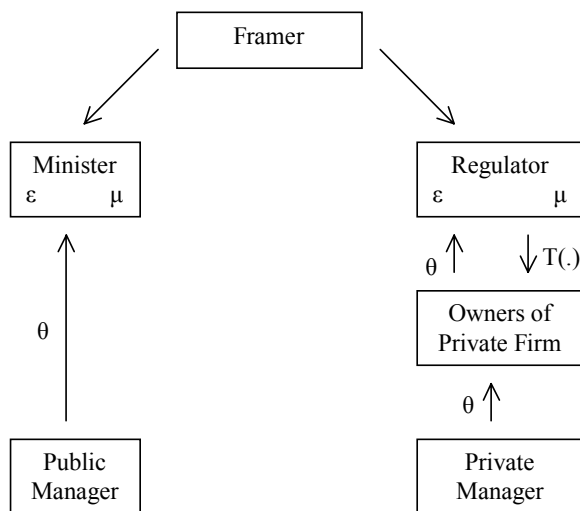 Framer
Minister
ε μ
Regulator
ε μ
θ
T(.)
Owners of
Private Firm
θ
θ
Public
Manager
Private
Manager